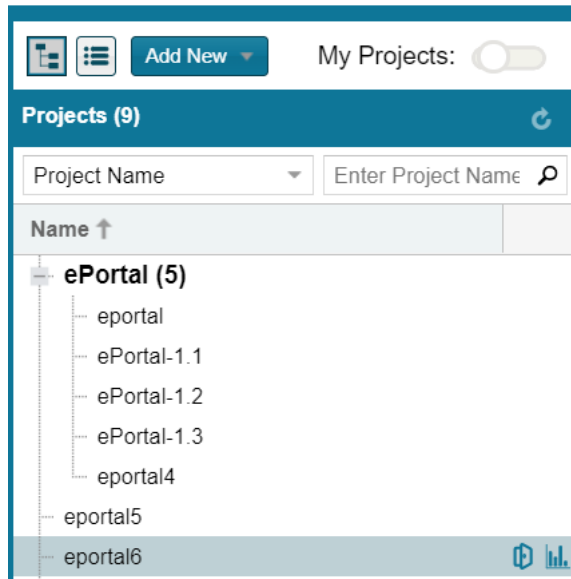 Add New My Projects:
Projects (9)
Project Name Enter Project Name
Name
ePortal (5)
eportal
ePortal-1.1
ePortal-1.2
ePortal-1.3
eportal4
eportal5
eportal6